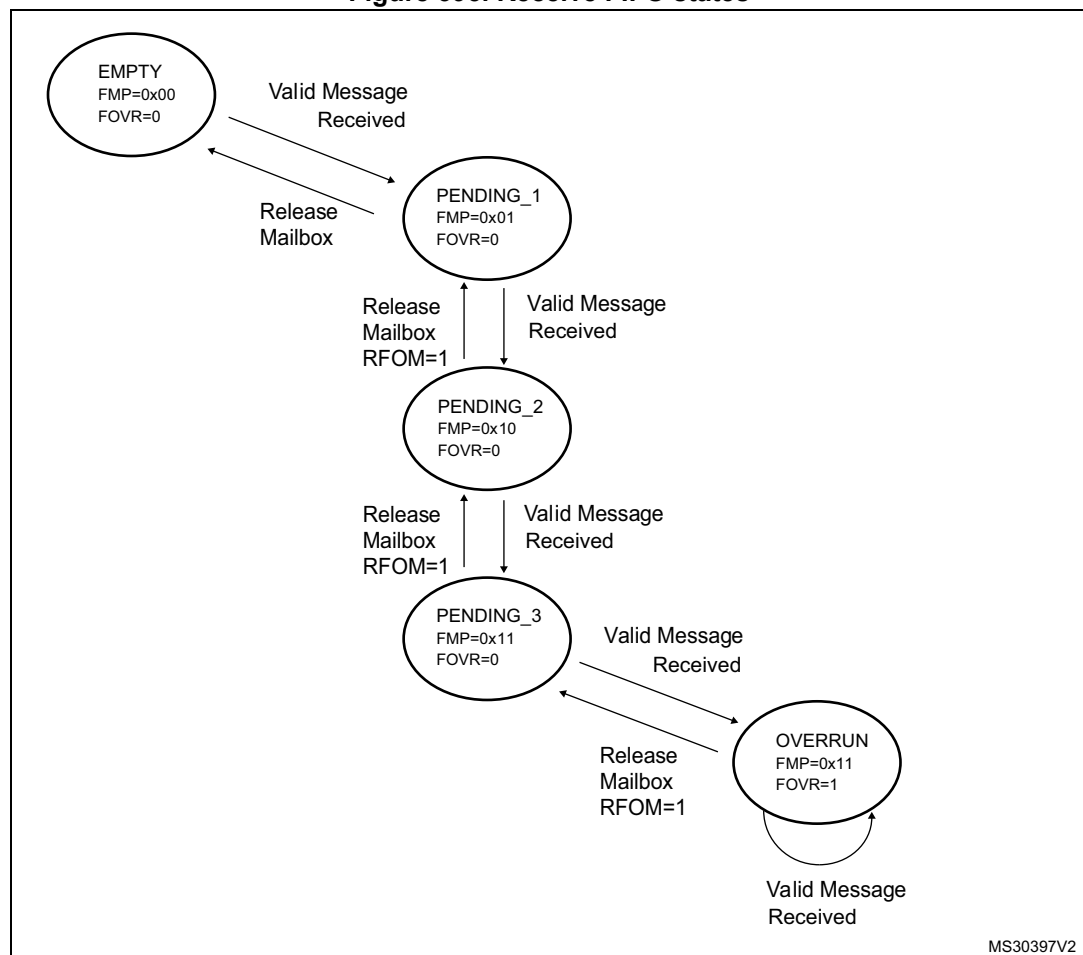 EMPTY
FMP=0x00
FOVR=0
Valid Message
Received
Release
Mailbox
PENDING_1
FMP=0x01
FOVR=0
Release
Mailbox
RFOM=1
Valid Message
Received
PENDING_2
FMP=0x10
FOVR=0
Release
Mailbox
RFOM=1
Valid Message
Received
PENDING_3
FMP=0x11
FOVR=0
Valid Message
Received
Release
Mailbox
RFOM=1
OVERRUN
FMP=0x11
FOVR=1
Valid Message
Received
MS30397V2